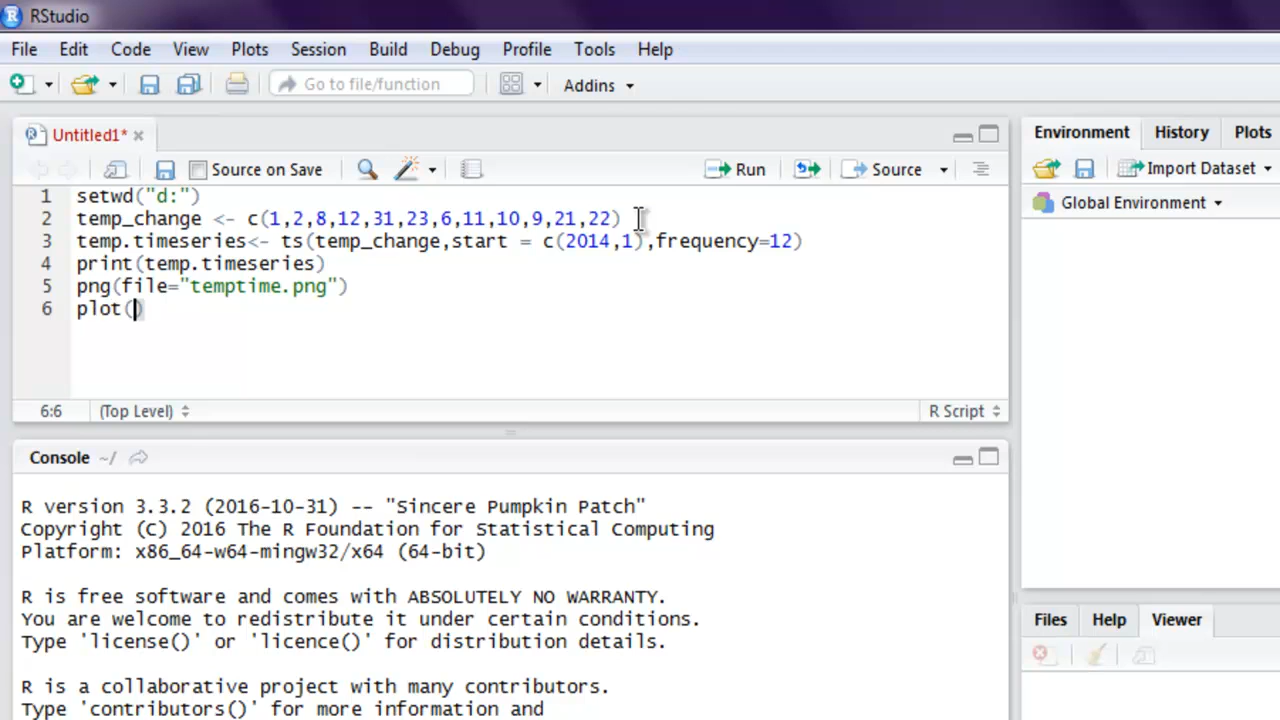 RStudio
File Edit Code View Plots Session Build Debug Profile Tools Help
Go to file/function Addins
Untitled1*
Source on Save Run Source
1 setwd("d:")
2 temp_change <- c(1,2,8,12,31,23,6,11,10,9,21,22)
3 temp.timeseries<- ts(temp_change,start = c(2014,1),frequency=12)
4 print(temp.timeseries)
5 png(file="temptime.png")
6 plot()
6:6 (Top Level) R Script
Console ~/
R version 3.3.2 (2016-10-31) -- "Sincere Pumpkin Patch"
Copyright (C) 2016 The R Foundation for Statistical Computing
Platform: x86_64-w64-mingw32/x64 (64-bit)
R is free software and comes with ABSOLUTELY NO WARRANTY.
You are welcome to redistribute it under certain conditions.
Type 'license()' or 'licence()' for distribution details.
R is a collaborative project with many contributors.
Type 'contributors()' for more information and
Environment History Plots
Import Dataset
Global Environment
Files Help Viewer